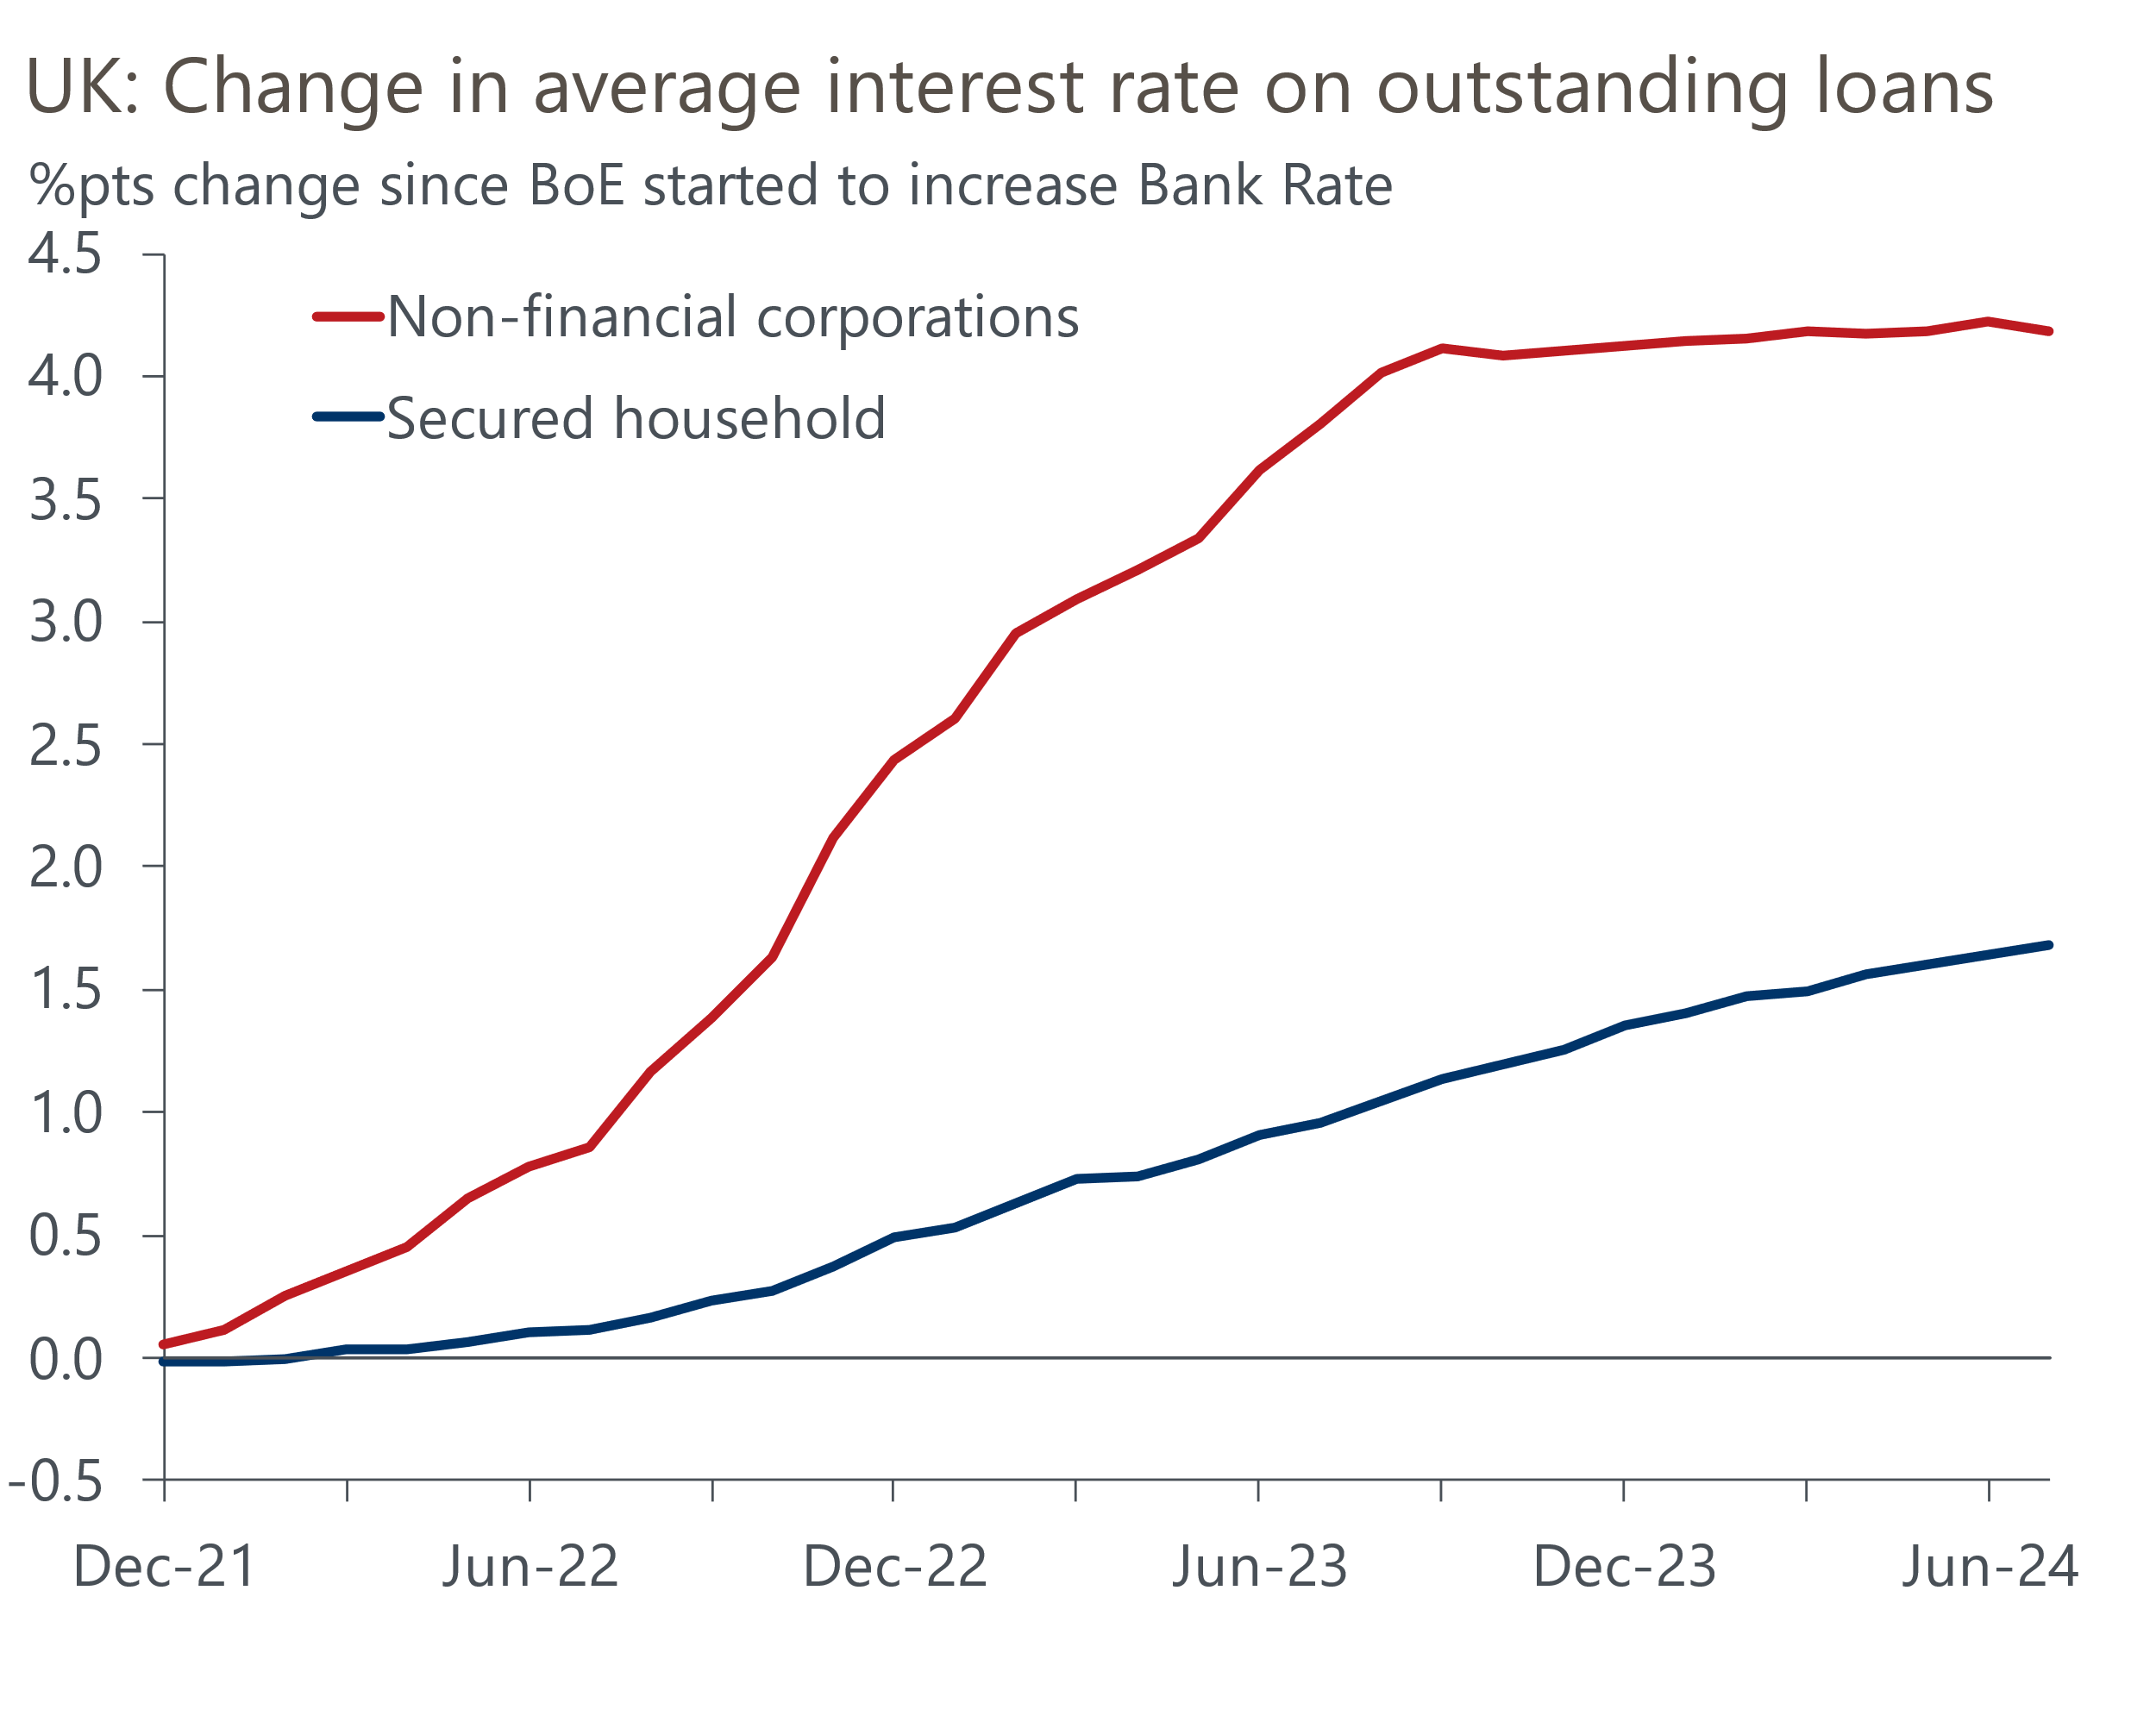 UK: Change in average interest rate on outstanding loans
%pts change since BoE started to increase Bank Rate
4.5
Non-financial corporations
4.0
Secured household
3.5
3.0
2.5
2.0
1.5
1.0
0.5
0.0
-0.5
Dec-21 Jun-22 Dec-22 Jun-23 Dec-23 Jun-24